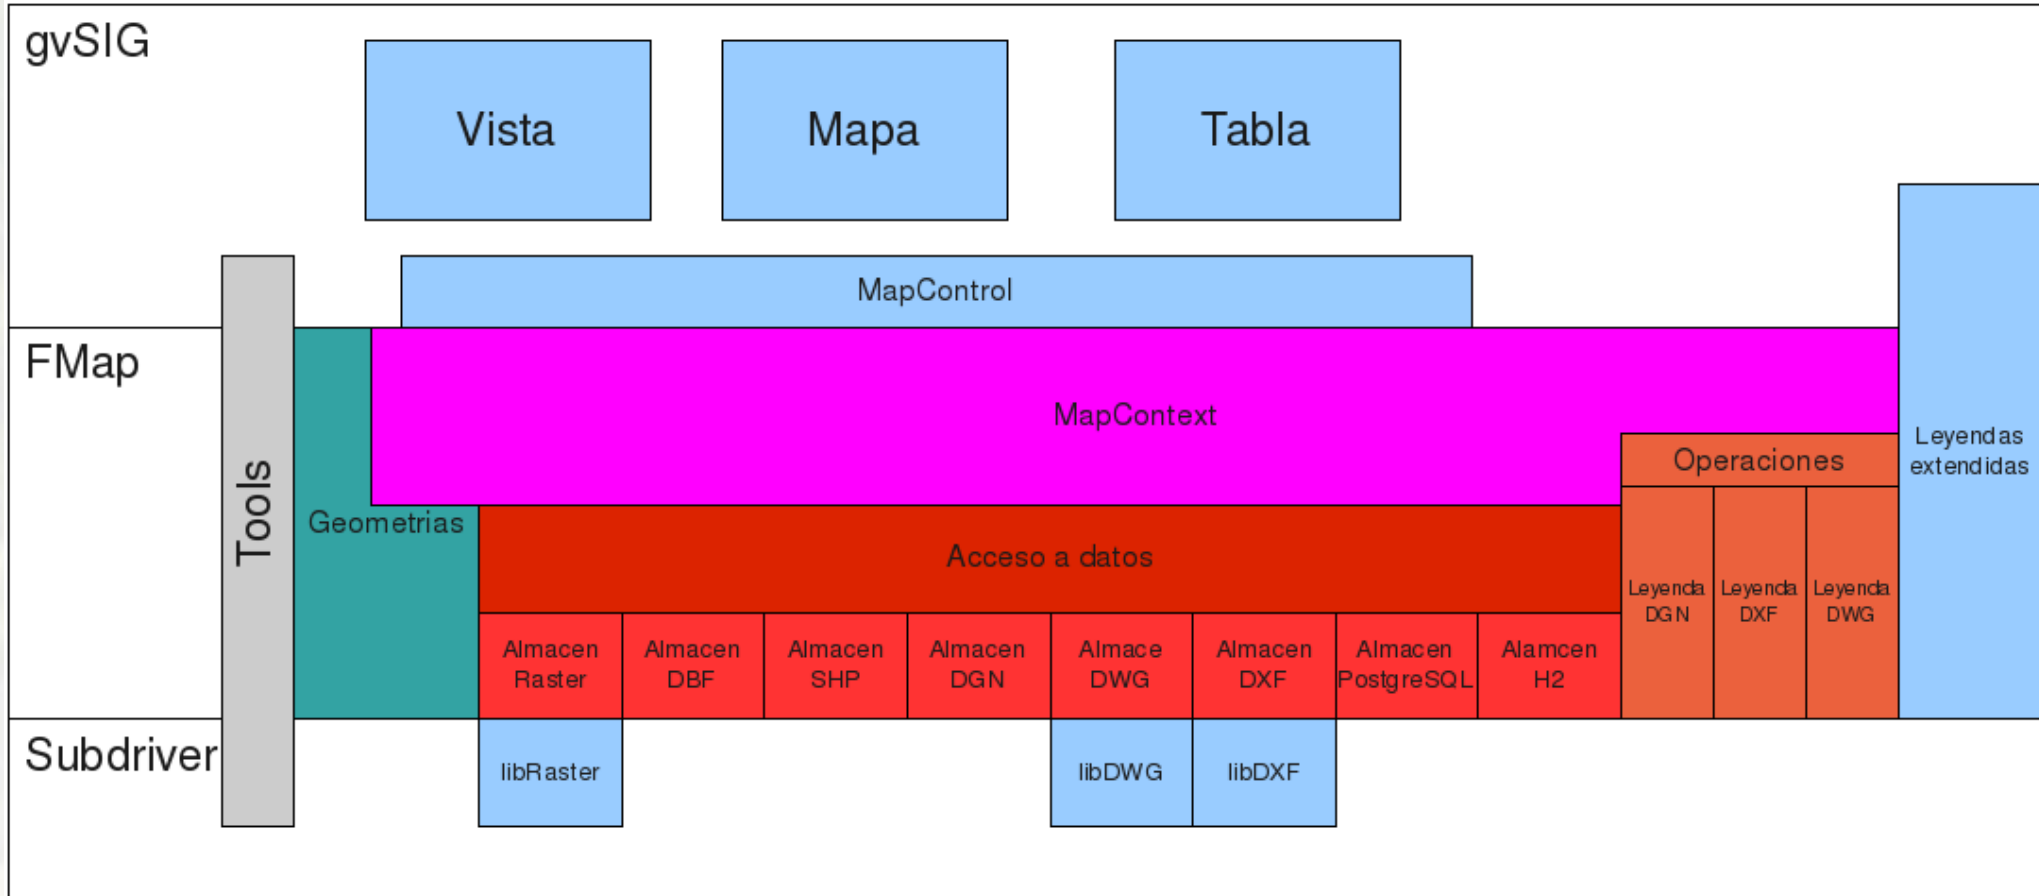 gvSIG
Vista
Mapa
Tabla
MapControl
FMap
MapContext
Leyendas
extendidas
Operaciones
Tools
Geometrias
Acceso a datos
Leyenda
DGN
Leyenda
DXF
Leyenda
DWG
Almacen
Raster
Almacen
DBF
Almacen
SHP
Almacen
DGN
Almace
DWG
Almacen
DXF
Almacen
PostgreSQL
Alamcen
H2
Subdriver
libRaster
libDWG
libDXF